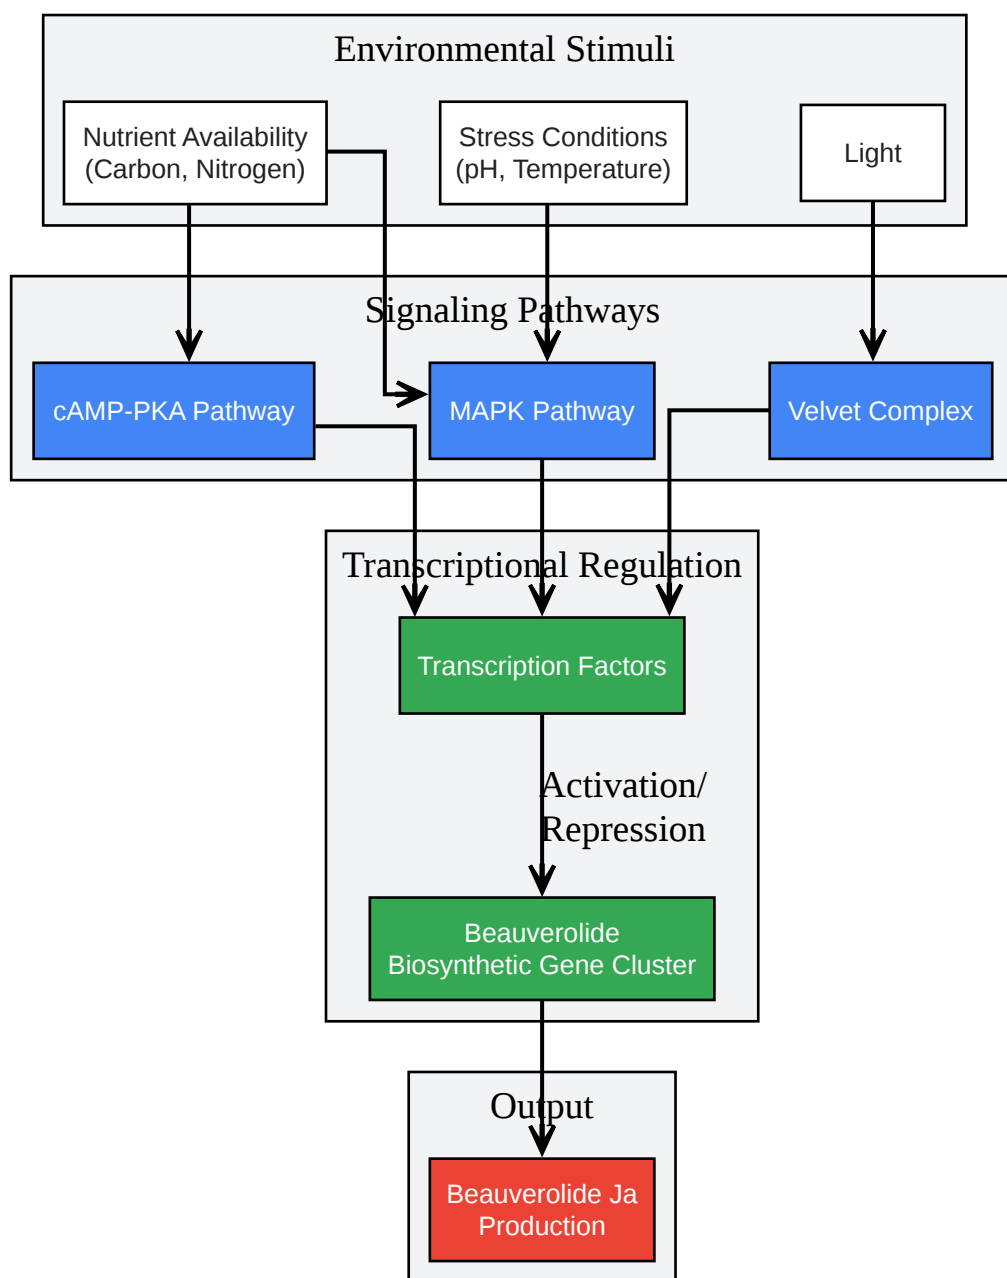 Environmental Stimuli
Nutrient Availability
(Carbon, Nitrogen)
Stress Conditions
(pH, Temperature)
Light
Signaling Pathways
cAMP-PKA Pathway
MAPK Pathway
Velvet Complex
Transcriptional Regulation
Transcription Factors
Activation/
Repression
Beauverolide
Biosynthetic Gene Cluster
Output
Beauverolide Ja
Production